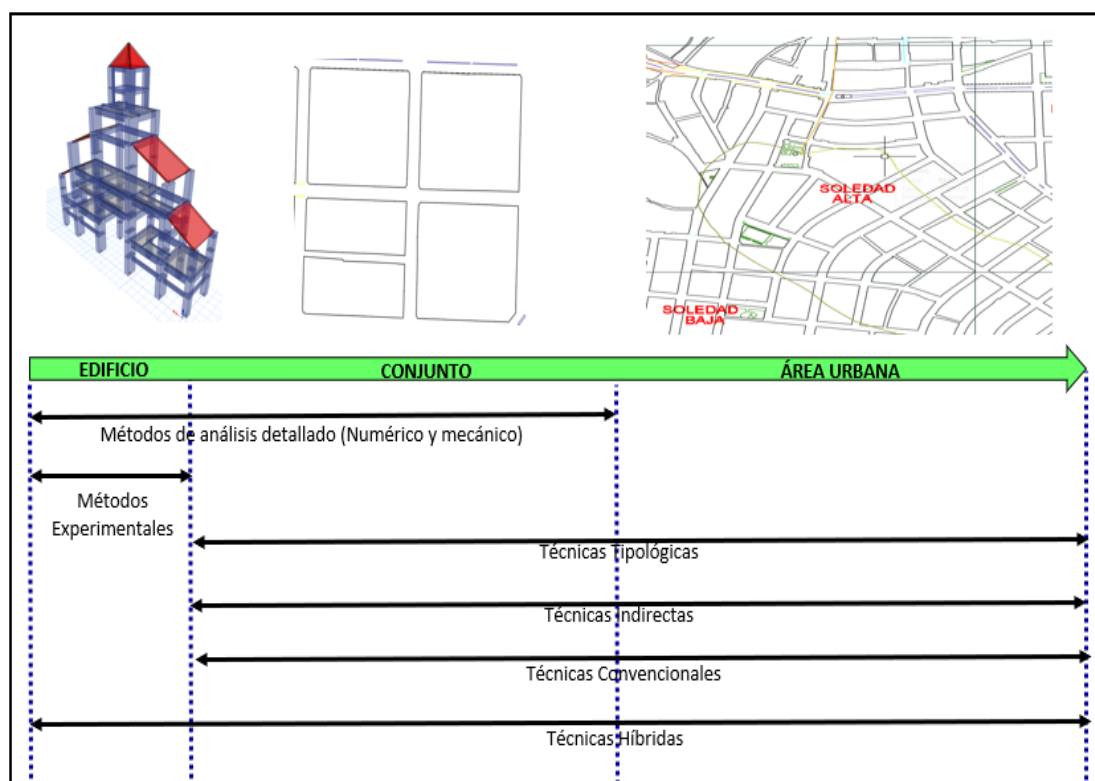 SOLEDAD
ALTA
SOLEDAD
BAJA
EDIFICIO
CONJUNTO
ÁREA URBANA
Métodos de análisis detallado (Numérico y mecánico)
Métodos
Experimentales
Técnicas Tipológicas
Técnicas Indirectas
Técnicas Convencionales
Técnicas Híbridas